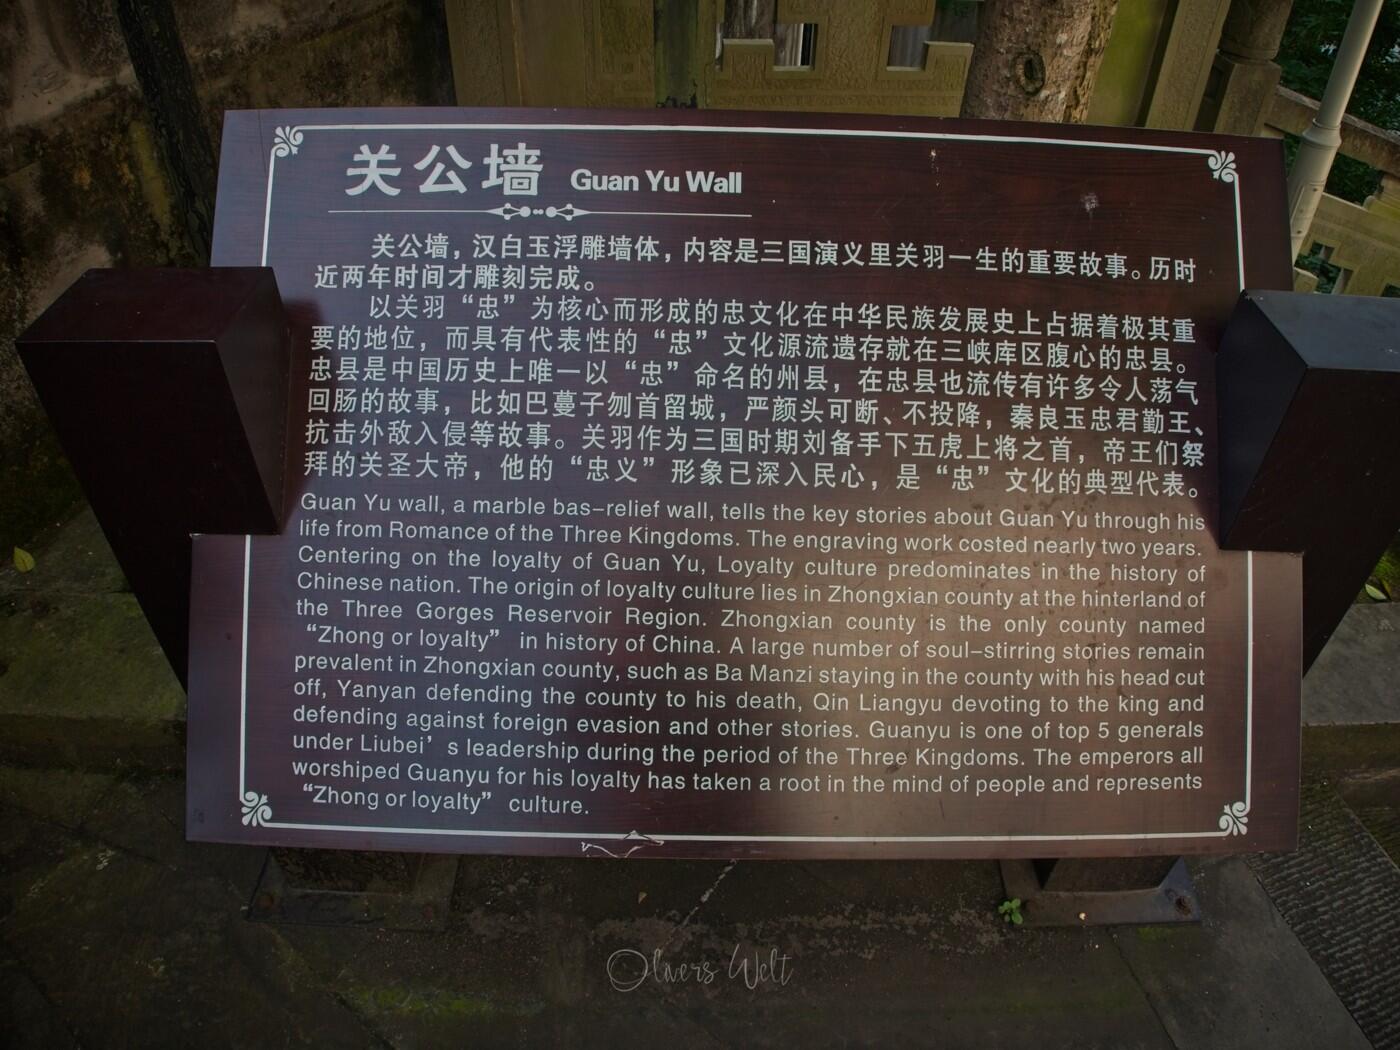 关公墙 Guan Yu Wall
关公墙，汉白玉浮雕墙体，内容是三国演义里关羽一生的重要故事。历时
近两年时间才雕刻完成。
以关羽“忠”为核心而形成的忠文化在中华民族发展史上占据着极其重
要的地位，而具有代表性的“忠”文化源流遗存就在三峡库区腹心的忠县。
忠县是中国历史上唯一以“忠”命名的州县，在忠县也流传有许多令人荡气
回肠的故事，比如巴蔓子刎首留城，严颜头可断、不投降，秦良玉忠君勤王、
抗击外敌入侵等故事。关羽作为三国时期刘备手下五虎上将之首，帝王们祭
拜的关圣大帝，他的“忠义”形象已深入民心，是“忠”文化的典型代表。
Guan Yu wall, a marble bas-relief wall, tells the key stories about Guan Yu through his
life from Romance of the Three Kingdoms. The engraving work costed nearly two years.
Centering on the loyalty of Guan Yu, Loyalty culture predominates in the history of
Chinese nation. The origin of loyalty culture lies in Zhongxian county at the hinterland of
the Three Gorges Reservoir Region. Zhongxian county is the only county named
“Zhong or loyalty” in history of China. A large number of soul-stirring stories remain
prevalent in Zhongxian county, such as Ba Manzi staying in the county with his head cut
off, Yanyan defending the county to his death, Qin Liangyu devoting to the king and
defending against foreign evasion and other stories. Guanyu is one of top 5 generals
under Liubei’s leadership during the period of the Three Kingdoms. The emperors all
worshiped Guanyu for his loyalty has taken a root in the mind of people and represents
“Zhong or loyalty” culture.
Olivers Welt